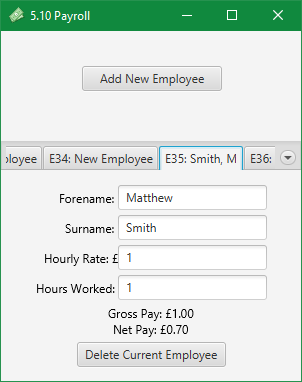 5.10 Payroll
Add New Employee
ployee
E34: New Employee
E35: Smith, M
E36:
Forename: Matthew
Surname: Smith
Hourly Rate: £ 1
Hours Worked: 1
Gross Pay: £1.00
Net Pay: £0.70
Delete Current Employee